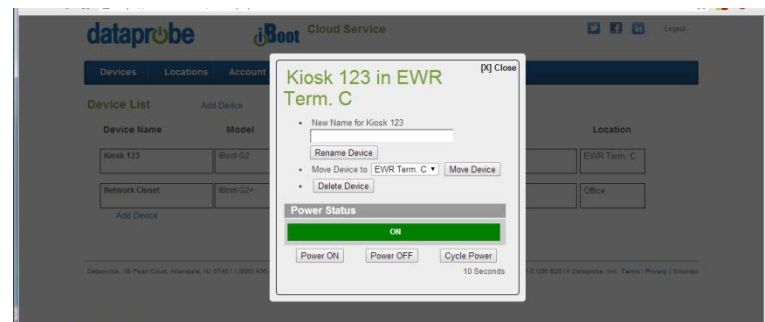 dataprobe iBoot Cloud Service
Logout
Devices Locations Account
[X] Close
Kiosk 123 in EWR
Term. C
Device List Add Device
Device Name Model Location
• New Name for Kiosk 123
Rename Device
Kiosk 123 iBoot-G2 EWR Term. C
• Move Device to EWR Term. C Move Device
• Delete Device
Network Closet iBoot-G2+ Office
Add Device
Power Status
ON
Power ON Power OFF Cycle Power
10 Seconds
Dataprobe, 1B Pearl Court, Allendale, NJ 07401 ©2014 Dataprobe, Inc. Terms | Privacy | Sitemap